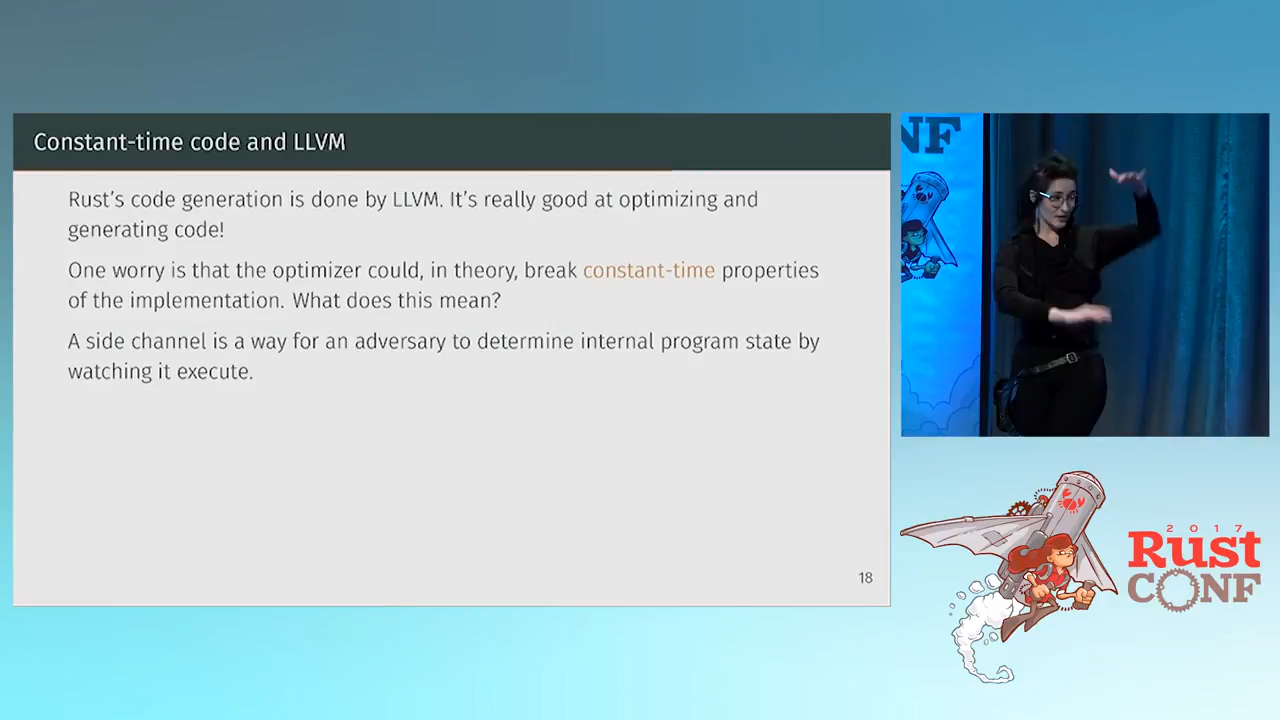 Constant-time code and LLVM
Rust's code generation is done by LLVM. It's really good at optimizing and
generating code!
One worry is that the optimizer could, in theory, break constant-time properties
of the implementation. What does this mean?
A side channel is a way for an adversary to determine internal program state by
watching it execute.
18
NF
2017
Rust
CONF